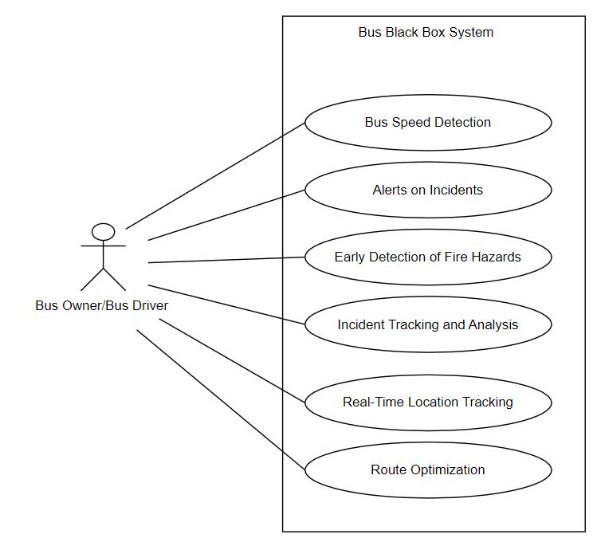 Bus Black Box System
Bus Speed Detection
Alerts on Incidents
Early Detection of Fire Hazards
Bus Owner/Bus Driver
Incident Tracking and Analysis
Real-Time Location Tracking
Route Optimization